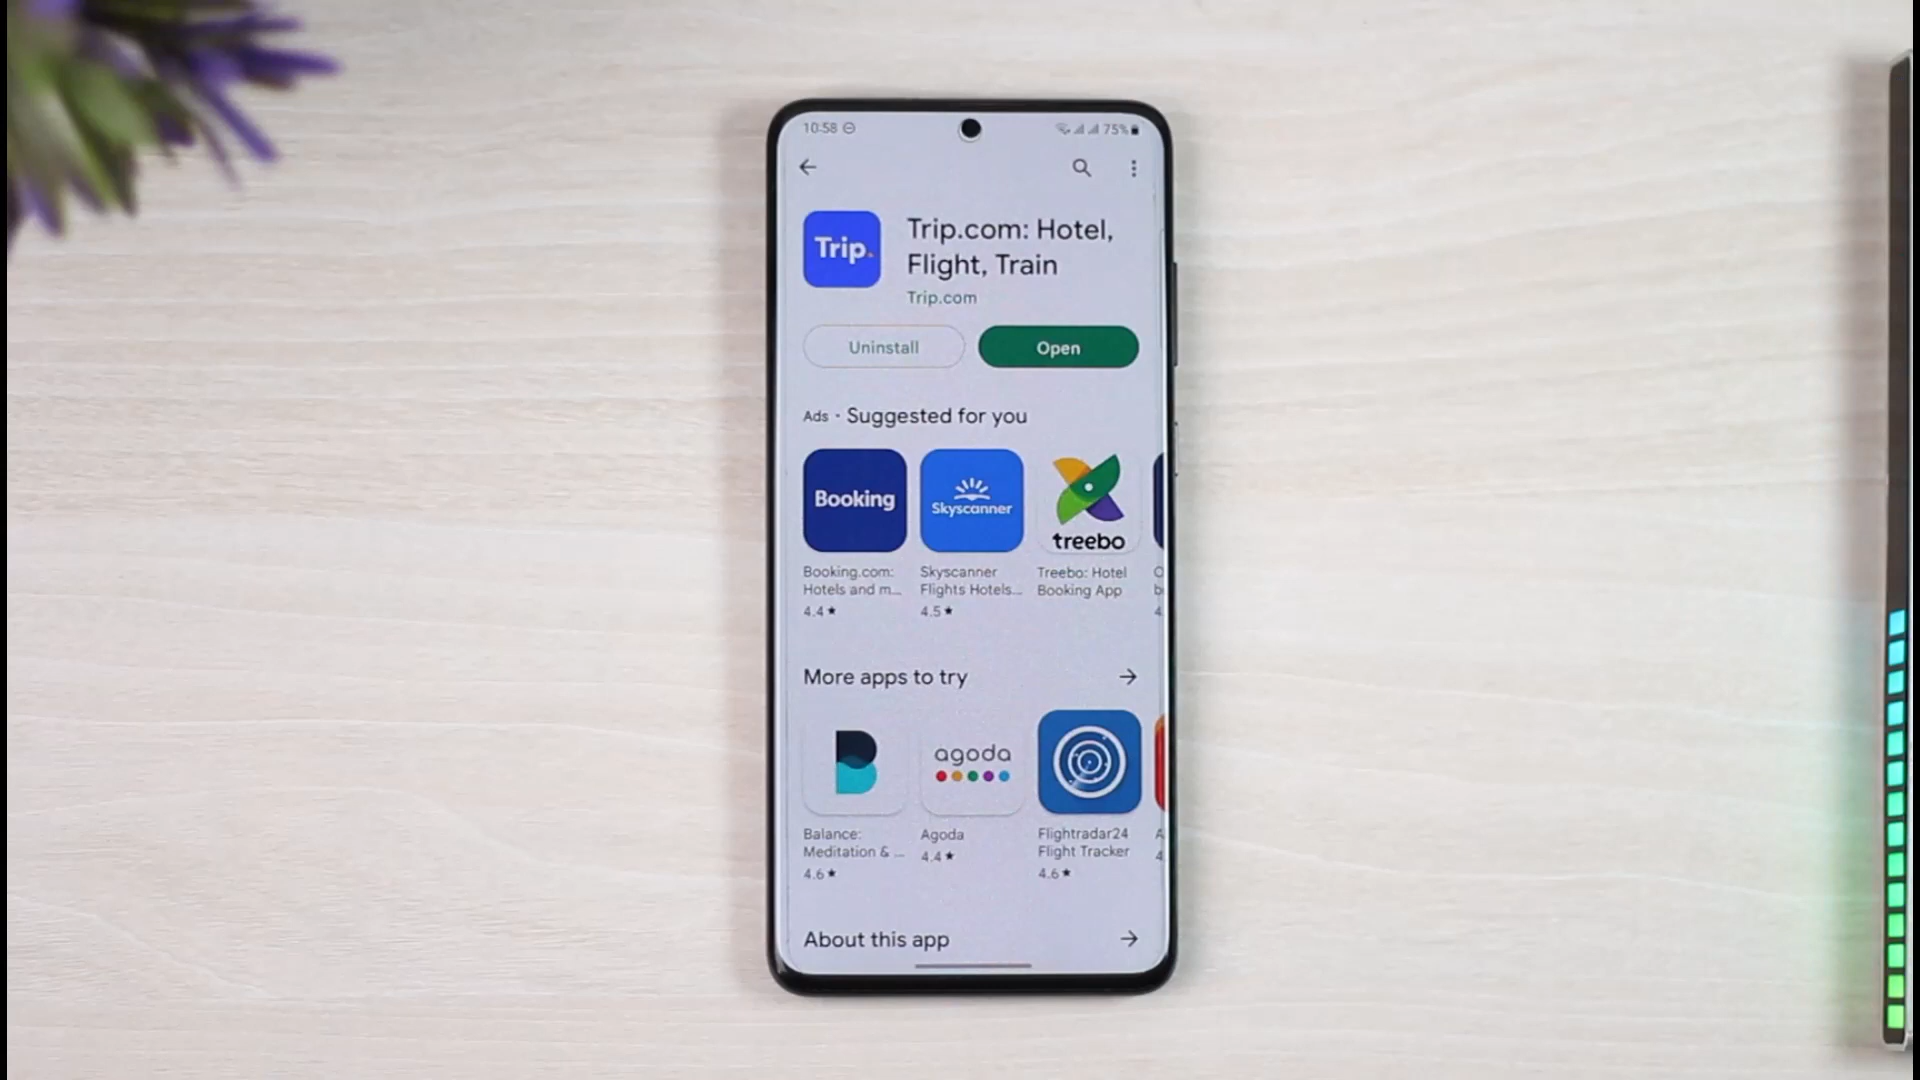 10:58
75%
Trip.
Trip.com: Hotel,
Flight, Train
Trip.com
Uninstall
Open
Ads · Suggested for you
Booking
Skyscanner
treebo
Booking.com:
Hotels and m...
4.4★
Skyscanner
Flights Hotels...
4.5★
Treebo: Hotel
Booking App
More apps to try
agoda
Balance:
Meditation & ...
4.6★
Agoda
4.4★
Flightradar24
Flight Tracker
4.6★
About this app